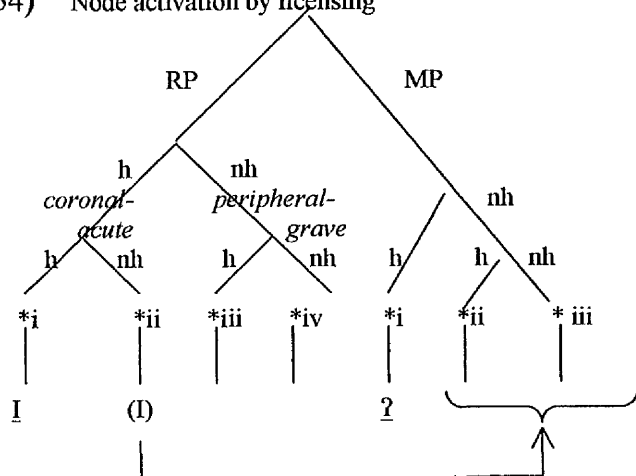 34) Node activation by licensing
RP MP
h nh
coronal- peripheral- nh
acute grave
h nh h nh h h nh
*i *ii *iii *iv *i *ii * iii
I (I) ?